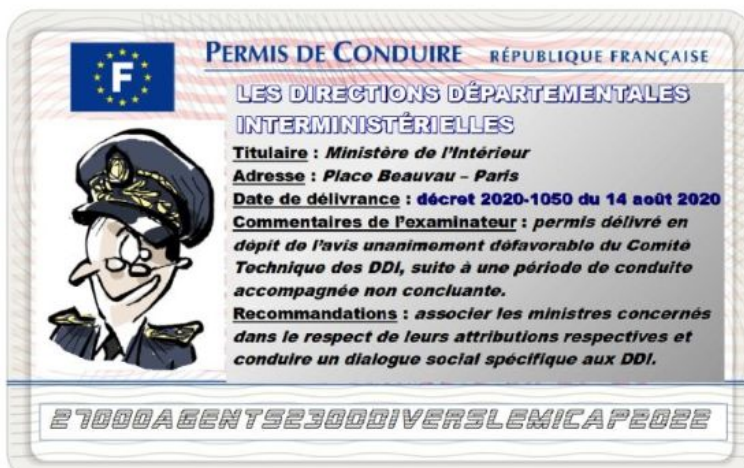 F
PERMIS DE CONDUIRE RÉPUBLIQUE FRANÇAISE
LES DIRECTIONS DÉPARTEMENTALES
INTERMINISTÉRIELLES
Titulaire : Ministère de l'Intérieur
Adresse : Place Beauvau – Paris
Date de délivrance : décret 2020-1050 du 14 août 2020
Commentaires de l'examinateur : permis délivré en
dépit de l'avis unanimement défavorable du Comité
Technique des DDI, suite à une période de conduite
accompagnée non concluante.
Recommandations : associer les ministres concernés
dans le respect de leurs attributions respectives et
conduire un dialogue social spécifique aux DDI.
27000AGENTS2300DIVERSLEMICAP2022